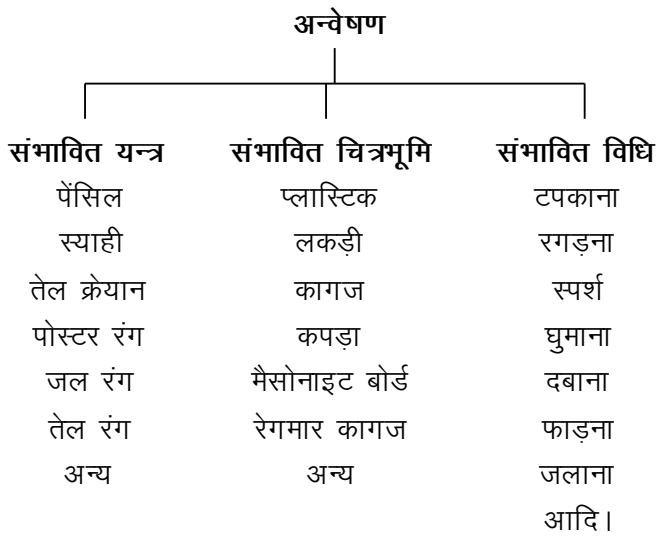 अन्वेषण
संभावित यन्त्र संभावित चित्रभूमि संभावित विधि
पेंसिल प्लास्टिक टपकाना
स्याही लकड़ी रगड़ना
तेल क्रेयान कागज स्पर्श
पोस्टर रंग कपड़ा घुमाना
जल रंग मैसोनाइट बोर्ड दबाना
तेल रंग रेगमार कागज फाड़ना
अन्य अन्य जलाना
आदि।